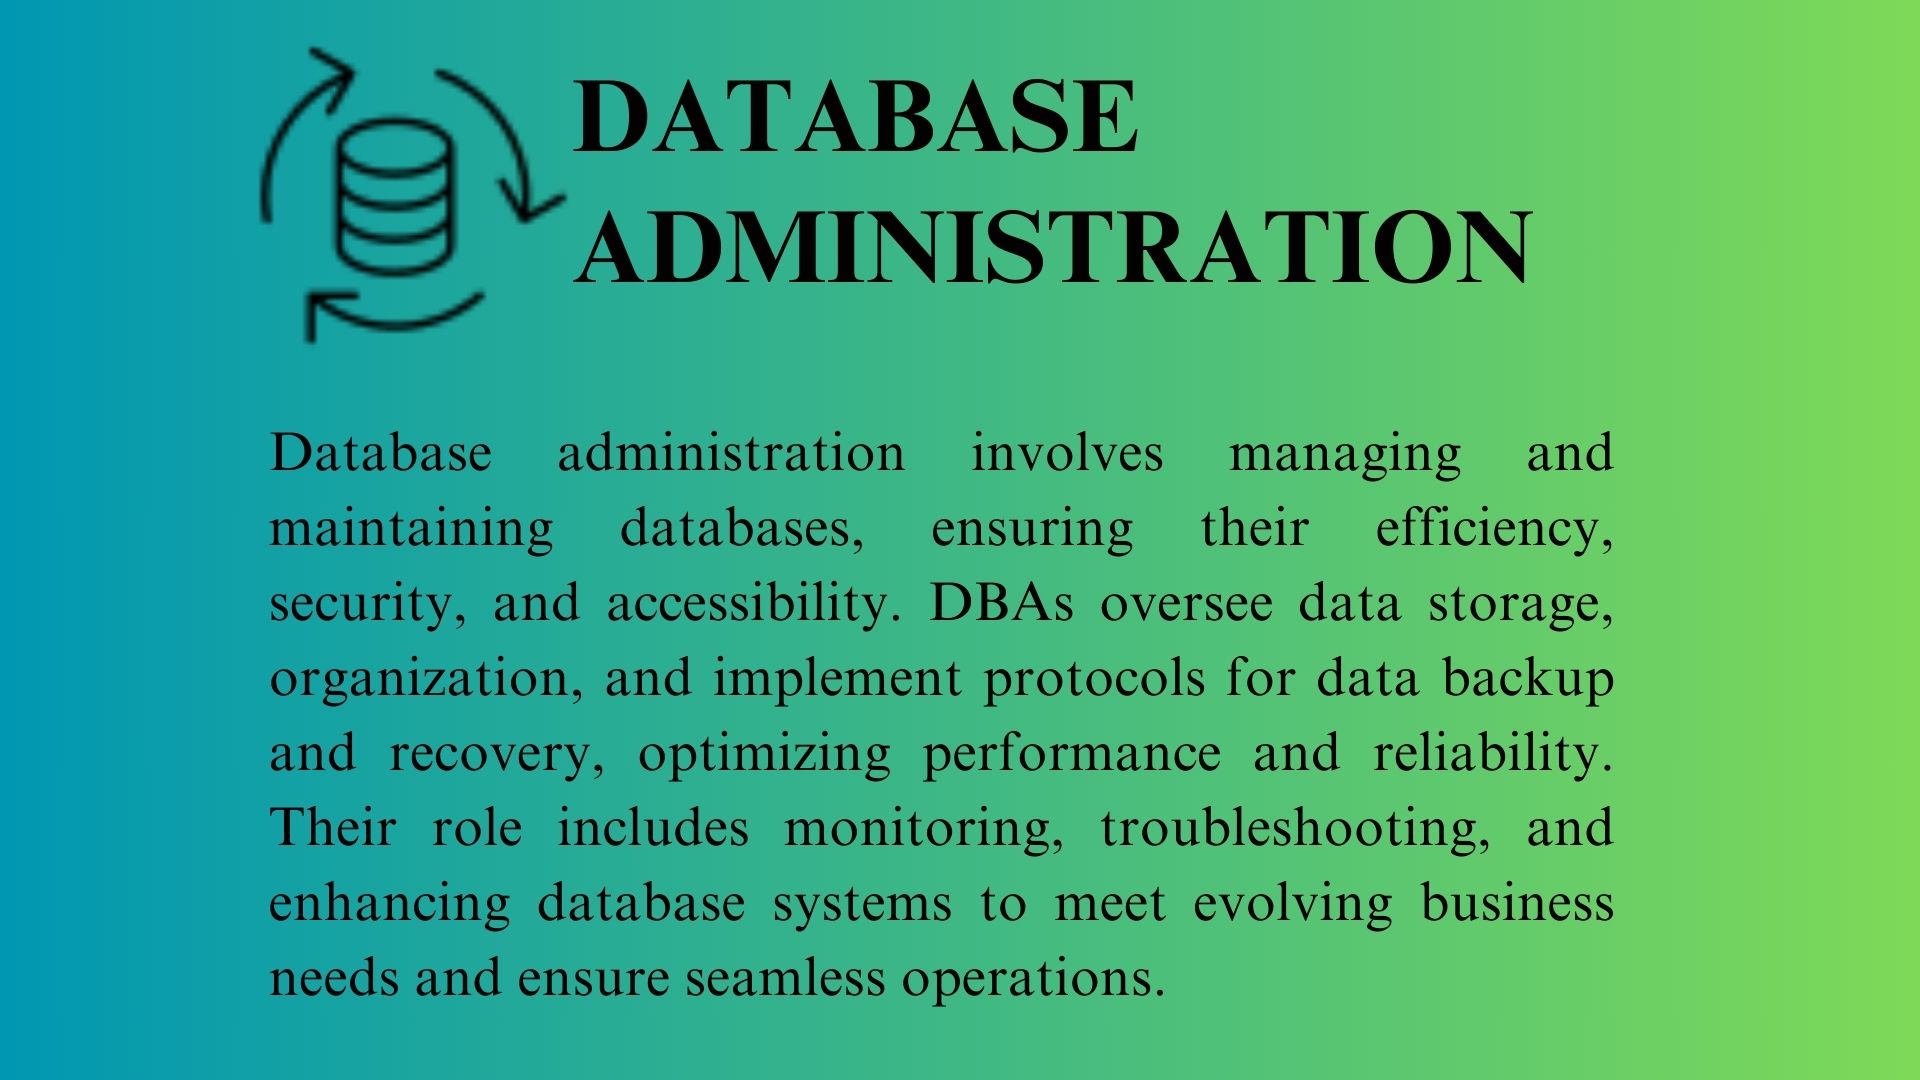 DATABASE
ADMINISTRATION
Database administration involves managing and
maintaining databases, ensuring their efficiency,
security, and accessibility. DBAs oversee data storage,
organization, and implement protocols for data backup
and recovery, optimizing performance and reliability.
Their role includes monitoring, troubleshooting, and
enhancing database systems to meet evolving business
needs and ensure seamless operations.